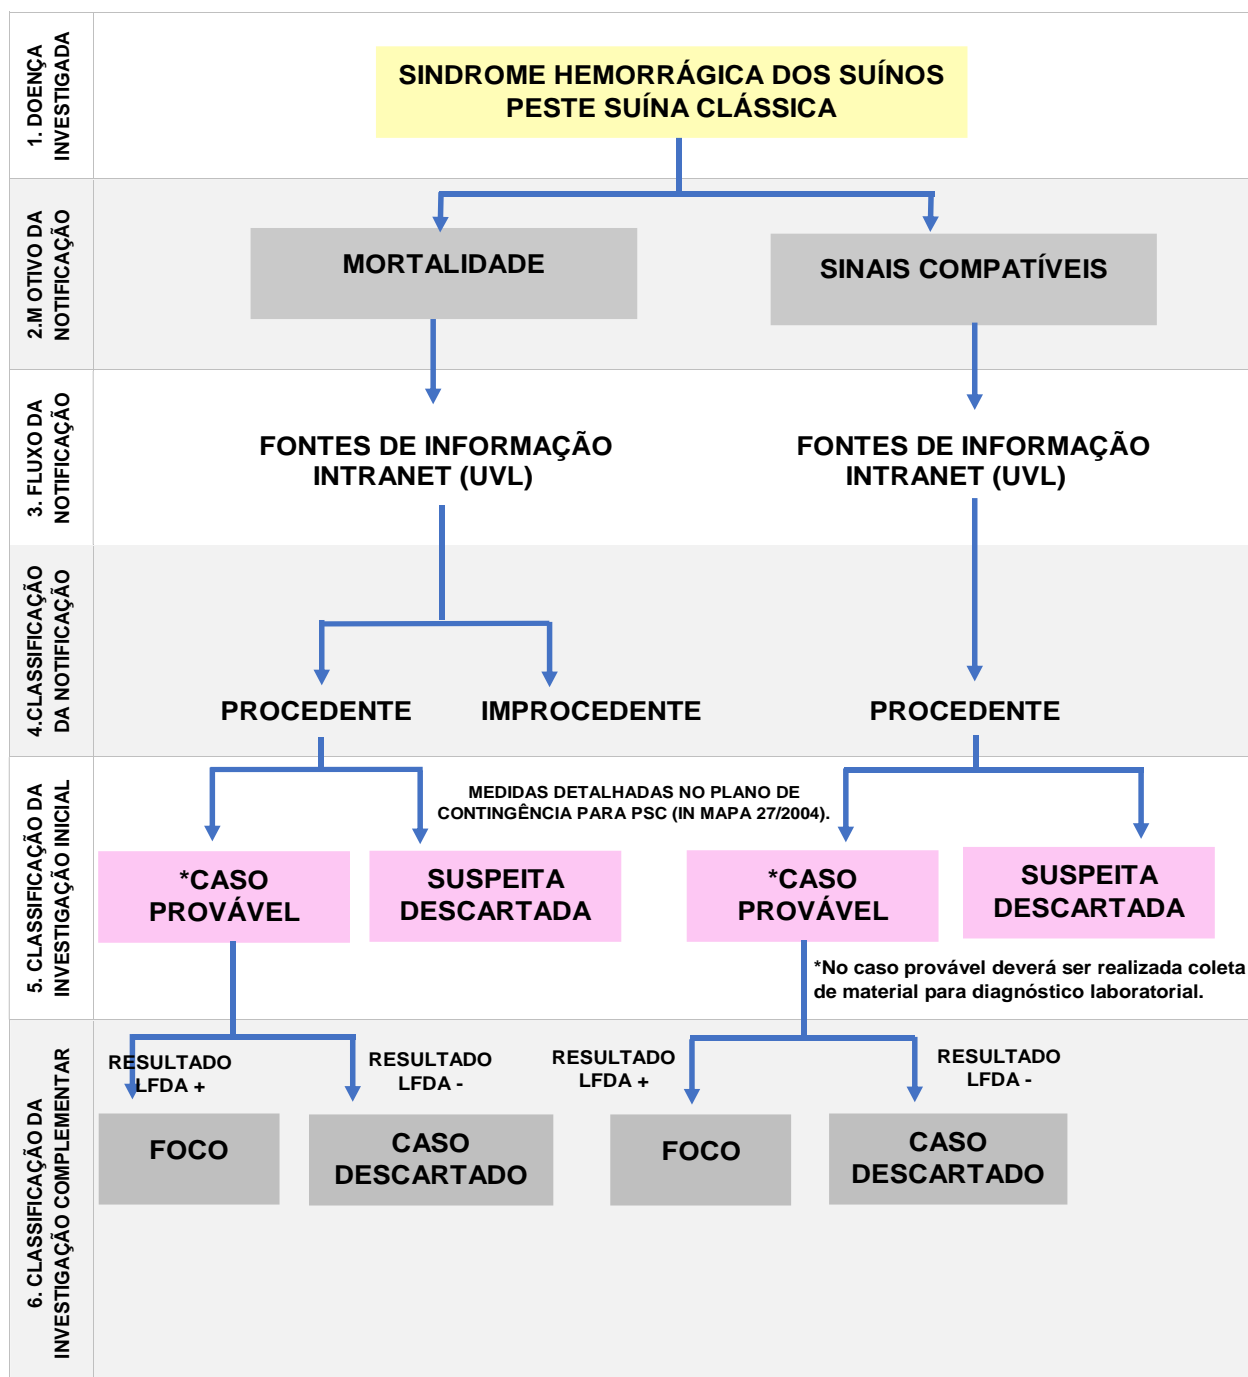 1. DOENÇA
INVESTIGADA
SINDROME HEMORRÁGICA DOS SUÍNOS
PESTE SUÍNA CLÁSSICA
2.M OTIVO DA
NOTIFICAÇÃO
MORTALIDADE
SINAIS COMPATÍVEIS
3. FLUXO DA
NOTIFICAÇÃO
FONTES DE INFORMAÇÃO
INTRANET (UVL)
FONTES DE INFORMAÇÃO
INTRANET (UVL)
4.CLASSIFICAÇÃO
DA NOTIFICAÇÃO
PROCEDENTE
IMPROCEDENTE
PROCEDENTE
5. CLASSIFICAÇÃO DA
INVESTIGAÇÃO INICIAL
MEDIDAS DETALHADAS NO PLANO DE
CONTINGÊNCIA PARA PSC (IN MAPA 27/2004).
*CASO
PROVÁVEL
SUSPEITA
DESCARTADA
*CASO
PROVÁVEL
SUSPEITA
DESCARTADA
*No caso provável deverá ser realizada coleta
de material para diagnóstico laboratorial.
6. CLASSIFICAÇÃO DA
INVESTIGAÇÃO COMPLEMENTAR
RESULTADO
LFDA +
RESULTADO
LFDA -
RESULTADO
LFDA +
RESULTADO
LFDA -
FOCO
CASO
DESCARTADO
FOCO
CASO
DESCARTADO